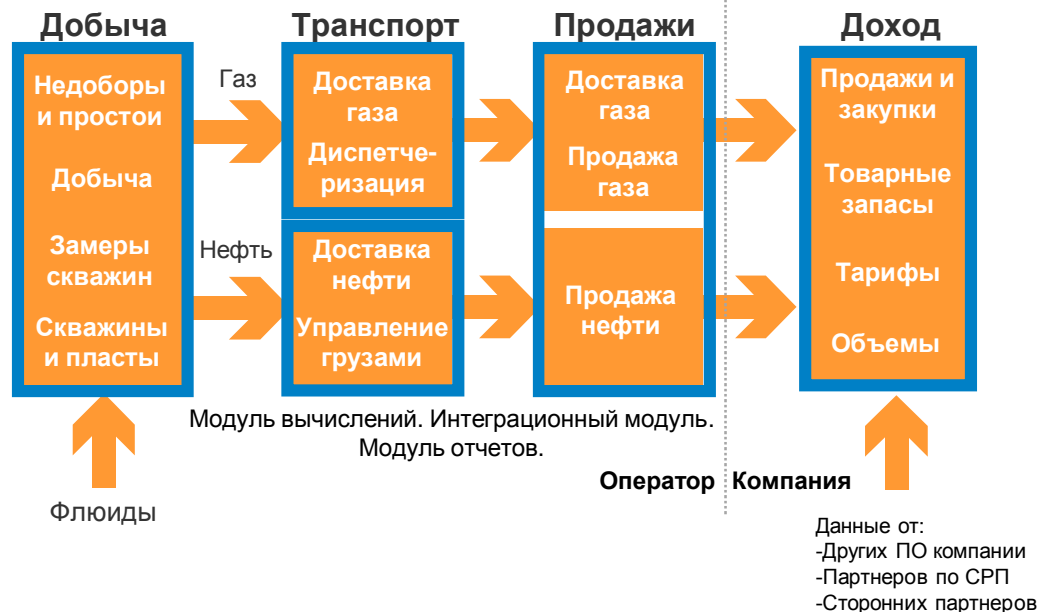 Добыча
Транспорт
Продажи
Доход
Недоборы
и простои
Добыча
Замеры
скважин
Скважины
и пласты
Газ
Нефть
Доставка
газа
Диспетче-
ризация
Доставка
нефти
Управление
грузами
Доставка
газа
Продажа
газа
Продажа
нефти
Продажи и
закупки
Товарные
запасы
Тарифы
Объемы
Модуль вычислений. Интеграционный модуль.
Модуль отчетов.
Оператор
Компания
Флюиды
Данные от:
-Других ПО компании
-Партнеров по СРП
-Сторонних партнеров